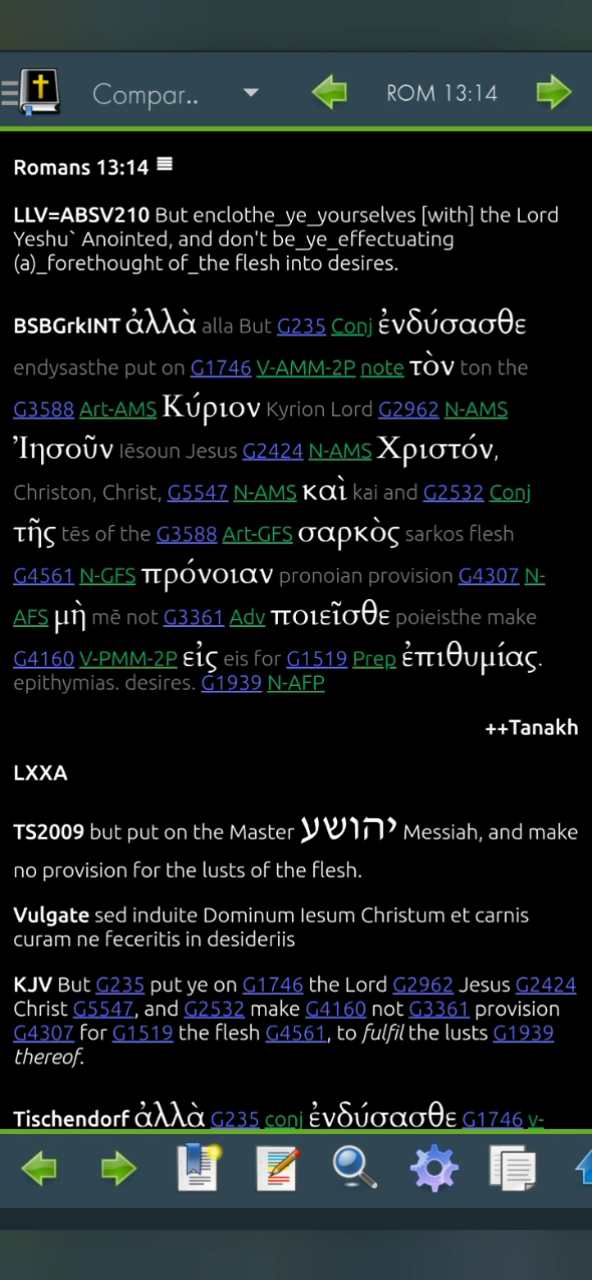 Compar.. ROM 13:14
Romans 13:14
LLV=ABSV210 But enclothe_ye_yourselves [with] the Lord
Yeshu` Anointed, and don't be_ye_effectuating
(a)_forethought of_the flesh into desires.
BSBGrkINT ἀλλὰ alla But G235 Conj ἐνδύσασθε
endysasthe put on G1746 V-AMM-2P note τὸν ton the
G3588 Art-AMS Κύριον Kyrion Lord G2962 N-AMS
Ἰησοῦν Iēsoun Jesus G2424 N-AMS Χριστόν,
Christon, Christ, G5547 N-AMS καὶ kai and G2532 Conj
τῆς tēs of the G3588 Art-GFS σαρκὸς sarkos flesh
G4561 N-GFS πρόνοιαν pronoian provision G4307 N-
AFS μὴ mē not G3361 Adv ποιεῖσθε poieisthe make
G4160 V-PMM-2P εἰς eis for G1519 Prep ἐπιθυμίας.
epithymias. desires. G1939 N-AFP
++Tanakh
LXXA
TS2009 but put on the Master יהושע Messiah, and make
no provision for the lusts of the flesh.
Vulgate sed induite Dominum Iesum Christum et carnis
curam ne feceritis in desideriis
KJV But G235 put ye on G1746 the Lord G2962 Jesus G2424
Christ G5547, and G2532 make G4160 not G3361 provision
G4307 for G1519 the flesh G4561, to fulfil the lusts G1939
thereof.
Tischendorf ἀλλὰ G235 conj ἐνδύσασθε G1746 v-